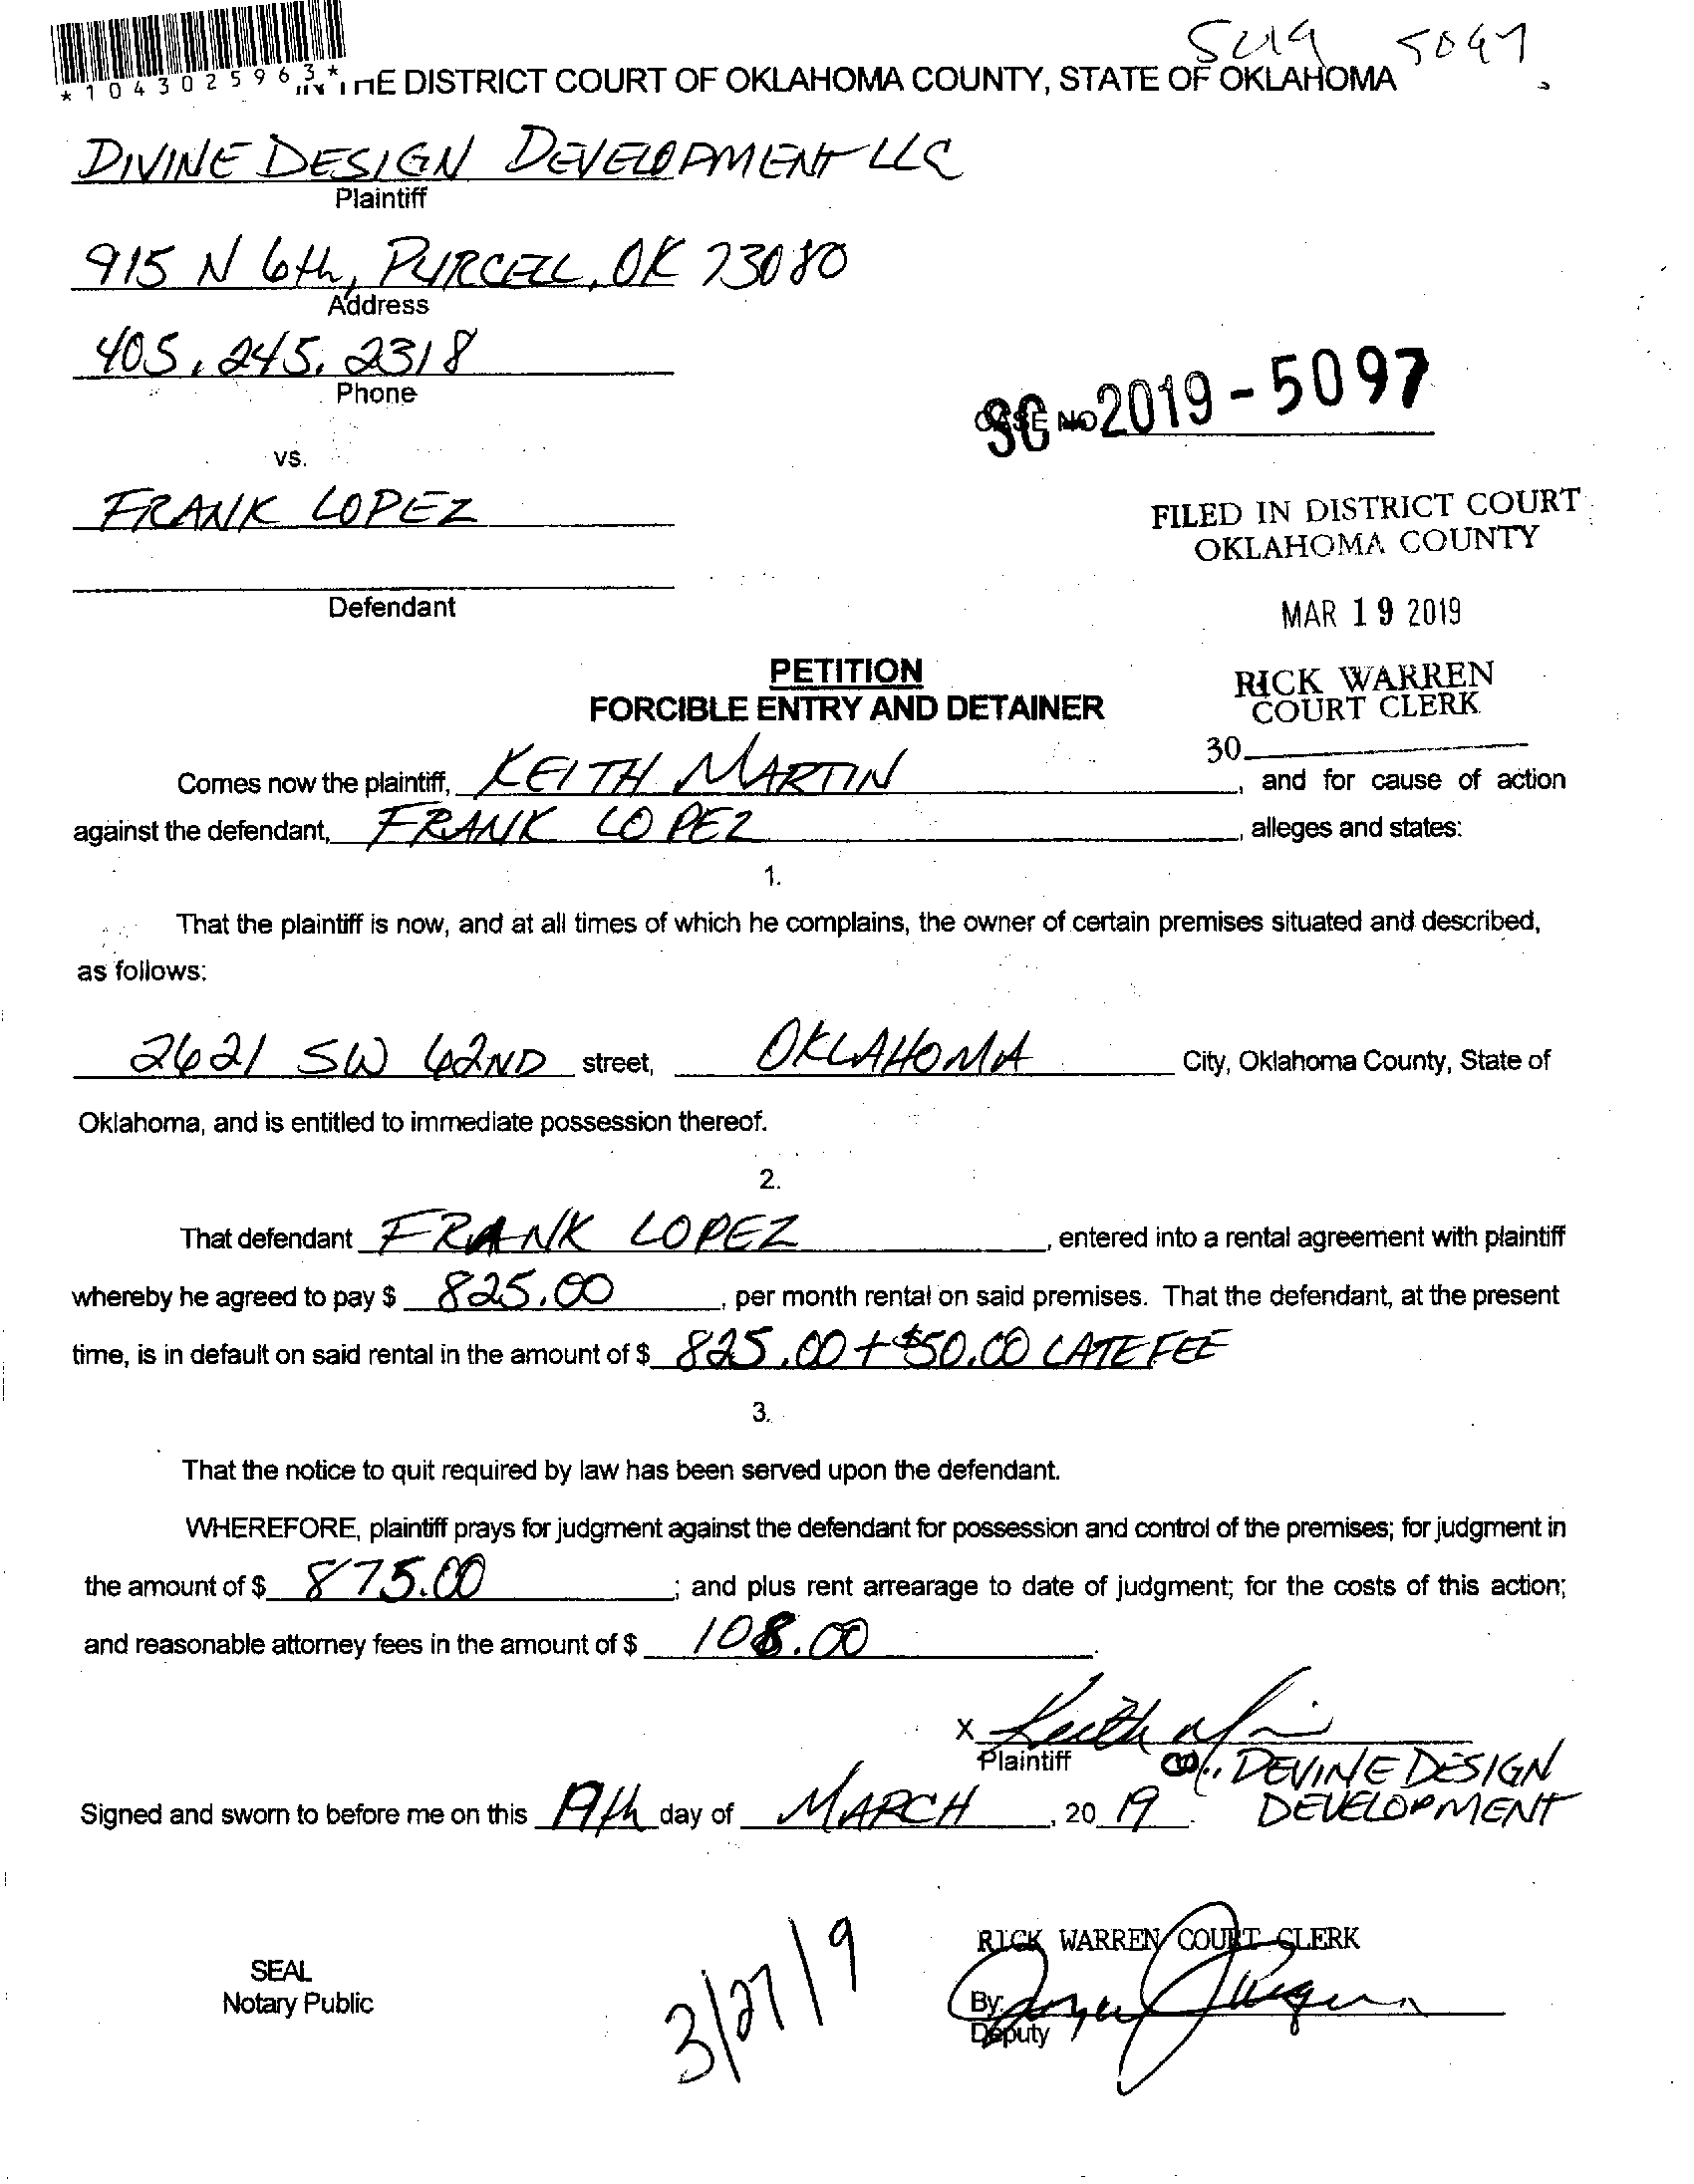 *1043025963*
5097
IN THE DISTRICT COURT OF OKLAHOMA COUNTY, STATE OF OKLAHOMA
DIVINE DESIGN DEVELOPMENT LLC
Plaintiff
915 N 6th, PURCELL, OK 73080
Address
405.245.2318
Phone
SC CASE NO 2019-5097
vs.
FRANK LOPEZ
FILED IN DISTRICT COURT
OKLAHOMA COUNTY
Defendant
MAR 19 2019
PETITION
FORCIBLE ENTRY AND DETAINER
RICK WARREN
COURT CLERK
30
Comes now the plaintiff, KEITH MARTIN, and for cause of action
against the defendant, FRANK LOPEZ, alleges and states:
1.
That the plaintiff is now, and at all times of which he complains, the owner of certain premises situated and described,
as follows:
2621 SW 62ND street, OKLAHOMA City, Oklahoma County, State of
Oklahoma, and is entitled to immediate possession thereof.
2.
That defendant FRANK LOPEZ, entered into a rental agreement with plaintiff
whereby he agreed to pay $ 825.00, per month rental on said premises. That the defendant, at the present
time, is in default on said rental in the amount of $ 825.00 + $50.00 LATE FEE
3.
That the notice to quit required by law has been served upon the defendant.
WHEREFORE, plaintiff prays for judgment against the defendant for possession and control of the premises; for judgment in
the amount of $ 875.00; and plus rent arrearage to date of judgment; for the costs of this action;
and reasonable attorney fees in the amount of $ 108.00.
X Keith
Plaintiff
DEVINE DESIGN
DEVELOPMENT
Signed and sworn to before me on this 19th day of MARCH, 20 19.
RICK WARREN COURT CLERK
SEAL
Notary Public
3/27/19
By:
Deputy